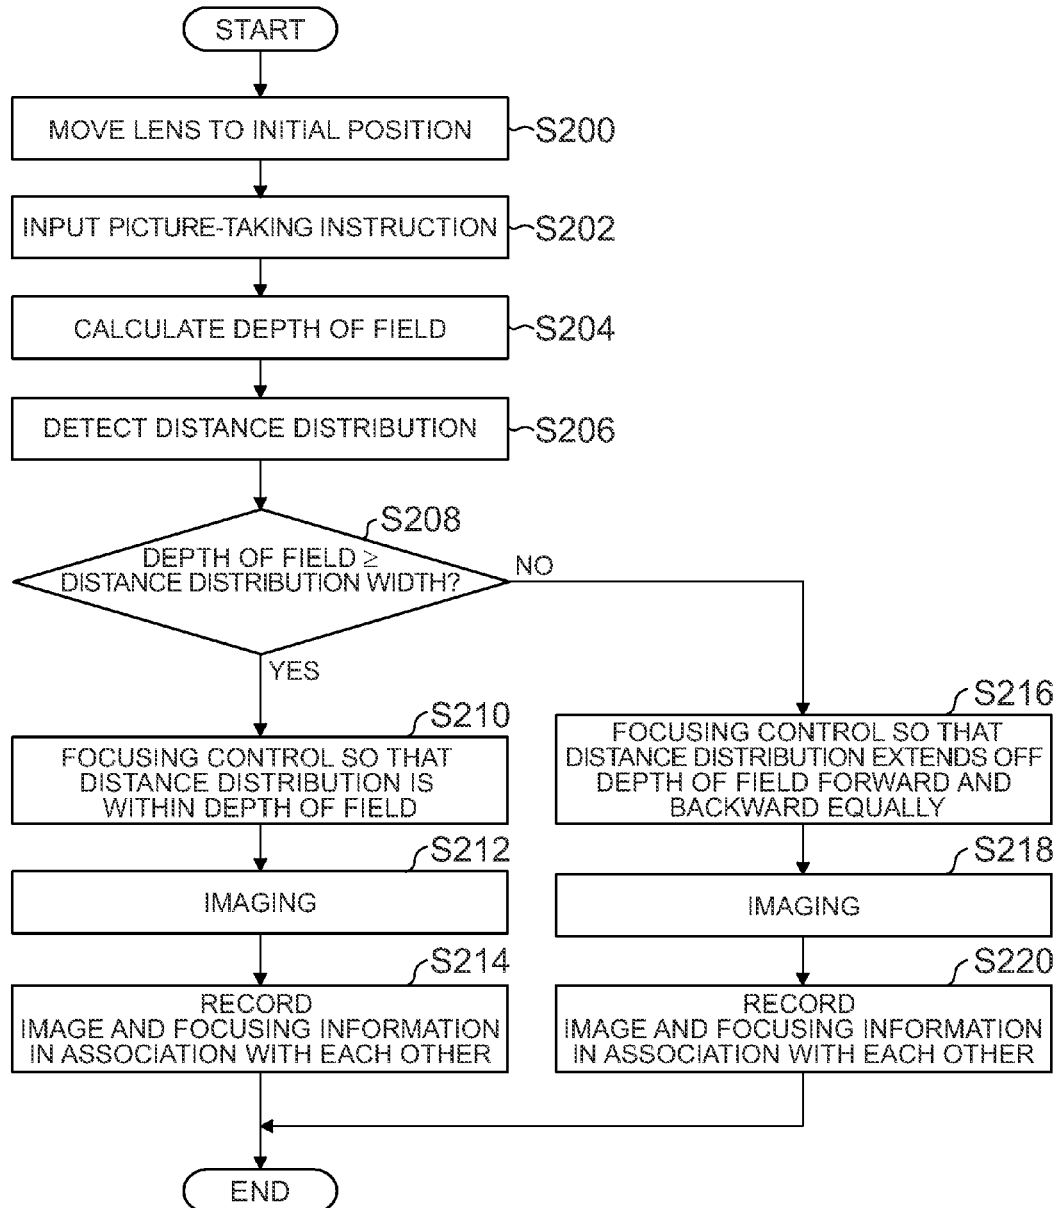 START
MOVE LENS TO INITIAL POSITION
S200
INPUT PICTURE-TAKING INSTRUCTION
S202
CALCULATE DEPTH OF FIELD
S204
DETECT DISTANCE DISTRIBUTION
S206
S208
DEPTH OF FIELD ≥
DISTANCE DISTRIBUTION WIDTH?
NO
YES
S210
FOCUSING CONTROL SO THAT
DISTANCE DISTRIBUTION IS
WITHIN DEPTH OF FIELD
S212
IMAGING
S214
RECORD
IMAGE AND FOCUSING INFORMATION
IN ASSOCIATION WITH EACH OTHER
S216
FOCUSING CONTROL SO THAT
DISTANCE DISTRIBUTION EXTENDS OFF
DEPTH OF FIELD FORWARD AND
BACKWARD EQUALLY
S218
IMAGING
S220
RECORD
IMAGE AND FOCUSING INFORMATION
IN ASSOCIATION WITH EACH OTHER
END